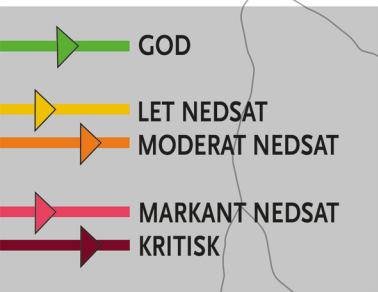 GOD
LET NEDSAT
MODERAT NEDSAT
MARKANT NEDSAT
KRITISK